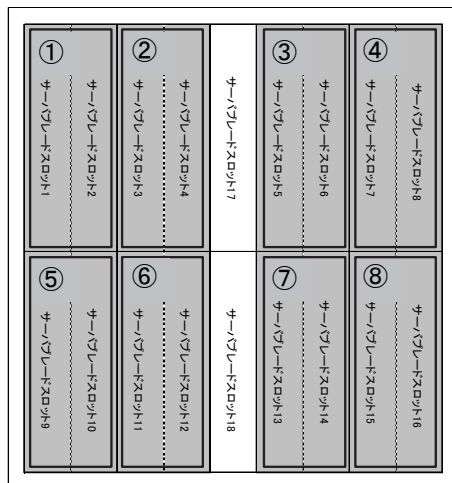 ①
サーバブレードスロット1
サーバブレードスロット2
②
サーバブレードスロット3
サーバブレードスロット4
サーバブレードスロット17
③
サーバブレードスロット5
サーバブレードスロット6
④
サーバブレードスロット7
サーバブレードスロット8
⑤
サーバブレードスロット9
サーバブレードスロット10
⑥
サーバブレードスロット11
サーバブレードスロット12
サーバブレードスロット18
⑦
サーバブレードスロット13
サーバブレードスロット14
⑧
サーバブレードスロット15
サーバブレードスロット16